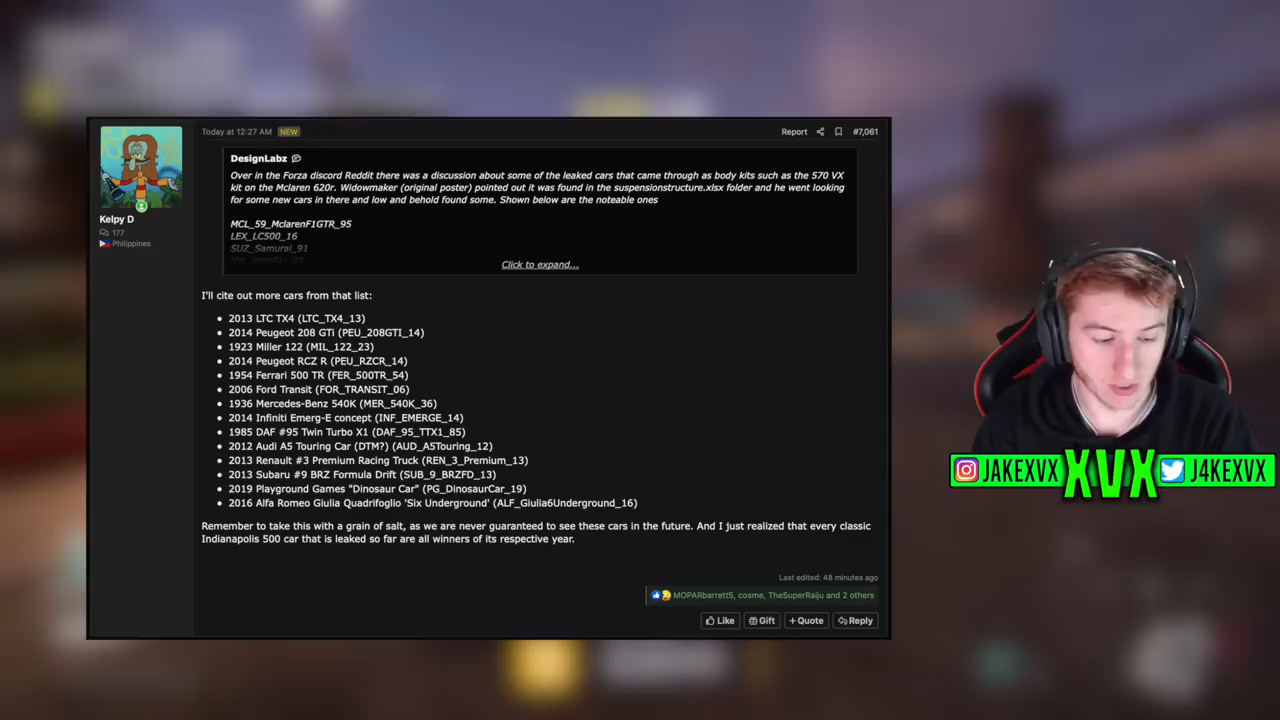 Today at 12:27 AM NEW
Report #7,061
Kelpy D
177
Philippines
DesignLabz
Over in the Forza discord Reddit there was a discussion about some of the leaked cars that came through as body kits such as the 570 VX
kit on the Mclaren 620r. Widowmaker (original poster) pointed out it was found in the suspensionstructure.xlsx folder and he went looking
for some new cars in there and low and behold found some. Shown below are the noteable ones
MCL_59_MclarenF1GTR_95
LEX_LC500_16
SUZ_Samurai_91
Click to expand...
I'll cite out more cars from that list:
• 2013 LTC TX4 (LTC_TX4_13)
• 2014 Peugeot 208 GTi (PEU_208GTI_14)
• 1923 Miller 122 (MIL_122_23)
• 2014 Peugeot RCZ R (PEU_RZCR_14)
• 1954 Ferrari 500 TR (FER_500TR_54)
• 2006 Ford Transit (FOR_TRANSIT_06)
• 1936 Mercedes-Benz 540K (MER_540K_36)
• 2014 Infiniti Emerg-E concept (INF_EMERGE_14)
• 1985 DAF #95 Twin Turbo X1 (DAF_95_TTX1_85)
• 2012 Audi A5 Touring Car (DTM?) (AUD_A5Touring_12)
• 2013 Renault #3 Premium Racing Truck (REN_3_Premium_13)
• 2013 Subaru #9 BRZ Formula Drift (SUB_9_BRZFD_13)
• 2019 Playground Games "Dinosaur Car" (PG_DinosaurCar_19)
• 2016 Alfa Romeo Giulia Quadrifoglio 'Six Underground' (ALF_Giulia6Underground_16)
Remember to take this with a grain of salt, as we are never guaranteed to see these cars in the future. And I just realized that every classic
Indianapolis 500 car that is leaked so far are all winners of its respective year.
Last edited: 48 minutes ago
MOPARbarrett5, cosme, TheSuperRaiju and 2 others
Like Gift +Quote Reply
JAKEXVX XVX J4KEXVX